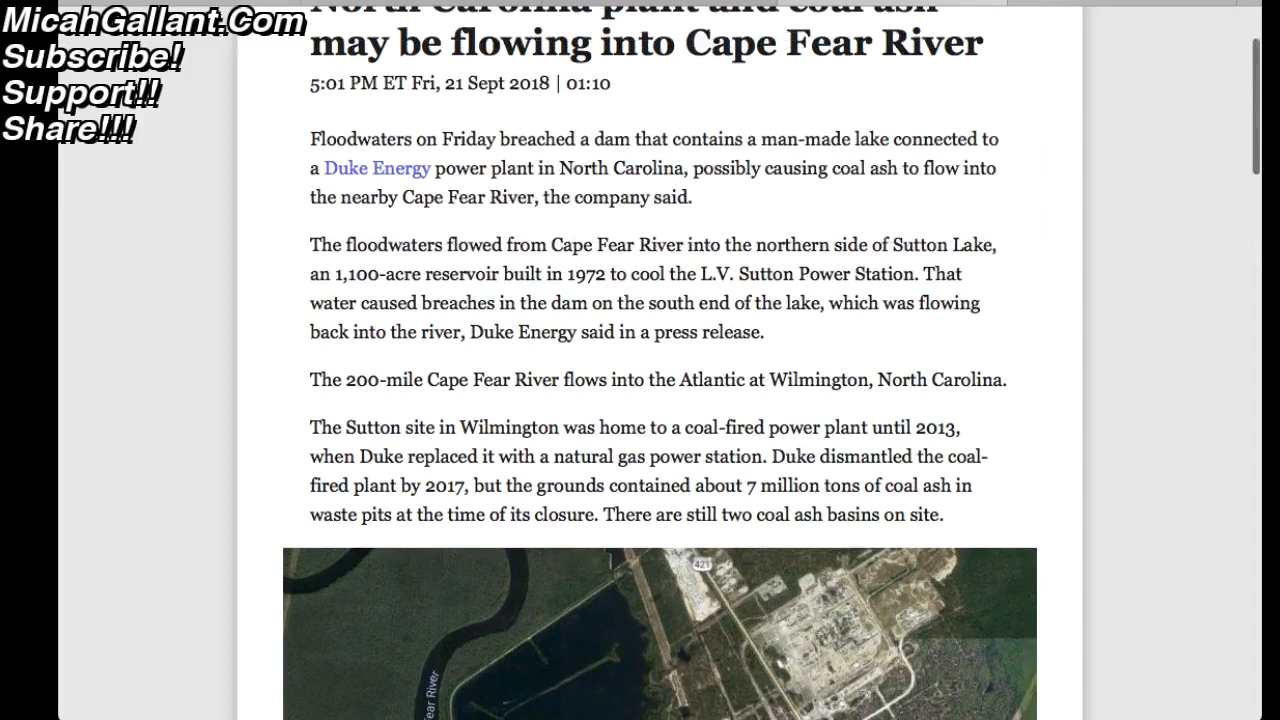 MicahGallant.Com
Subscribe!
Support!!
Share!!!
North Carolina plant and coal ash
may be flowing into Cape Fear River
5:01 PM ET Fri, 21 Sept 2018 | 01:10
Floodwaters on Friday breached a dam that contains a man-made lake connected to
a Duke Energy power plant in North Carolina, possibly causing coal ash to flow into
the nearby Cape Fear River, the company said.
The floodwaters flowed from Cape Fear River into the northern side of Sutton Lake,
an 1,100-acre reservoir built in 1972 to cool the L.V. Sutton Power Station. That
water caused breaches in the dam on the south end of the lake, which was flowing
back into the river, Duke Energy said in a press release.
The 200-mile Cape Fear River flows into the Atlantic at Wilmington, North Carolina.
The Sutton site in Wilmington was home to a coal-fired power plant until 2013,
when Duke replaced it with a natural gas power station. Duke dismantled the coal-
fired plant by 2017, but the grounds contained about 7 million tons of coal ash in
waste pits at the time of its closure. There are still two coal ash basins on site.
421
ear River